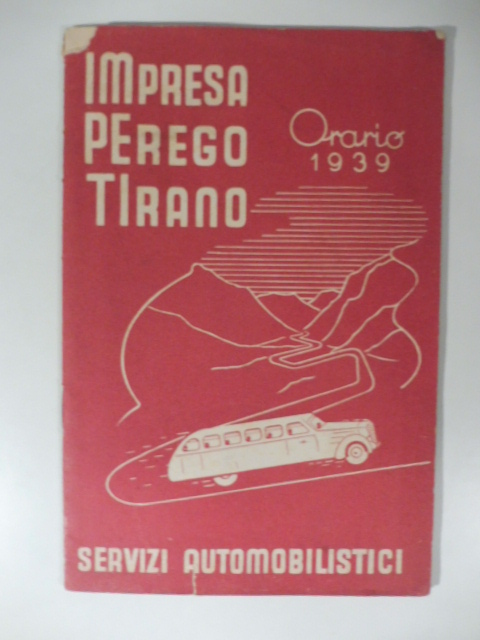 IMPRESA
PEREGO
TIRANO
Orario
1939
SERVIZI AUTOMOBILISTICI